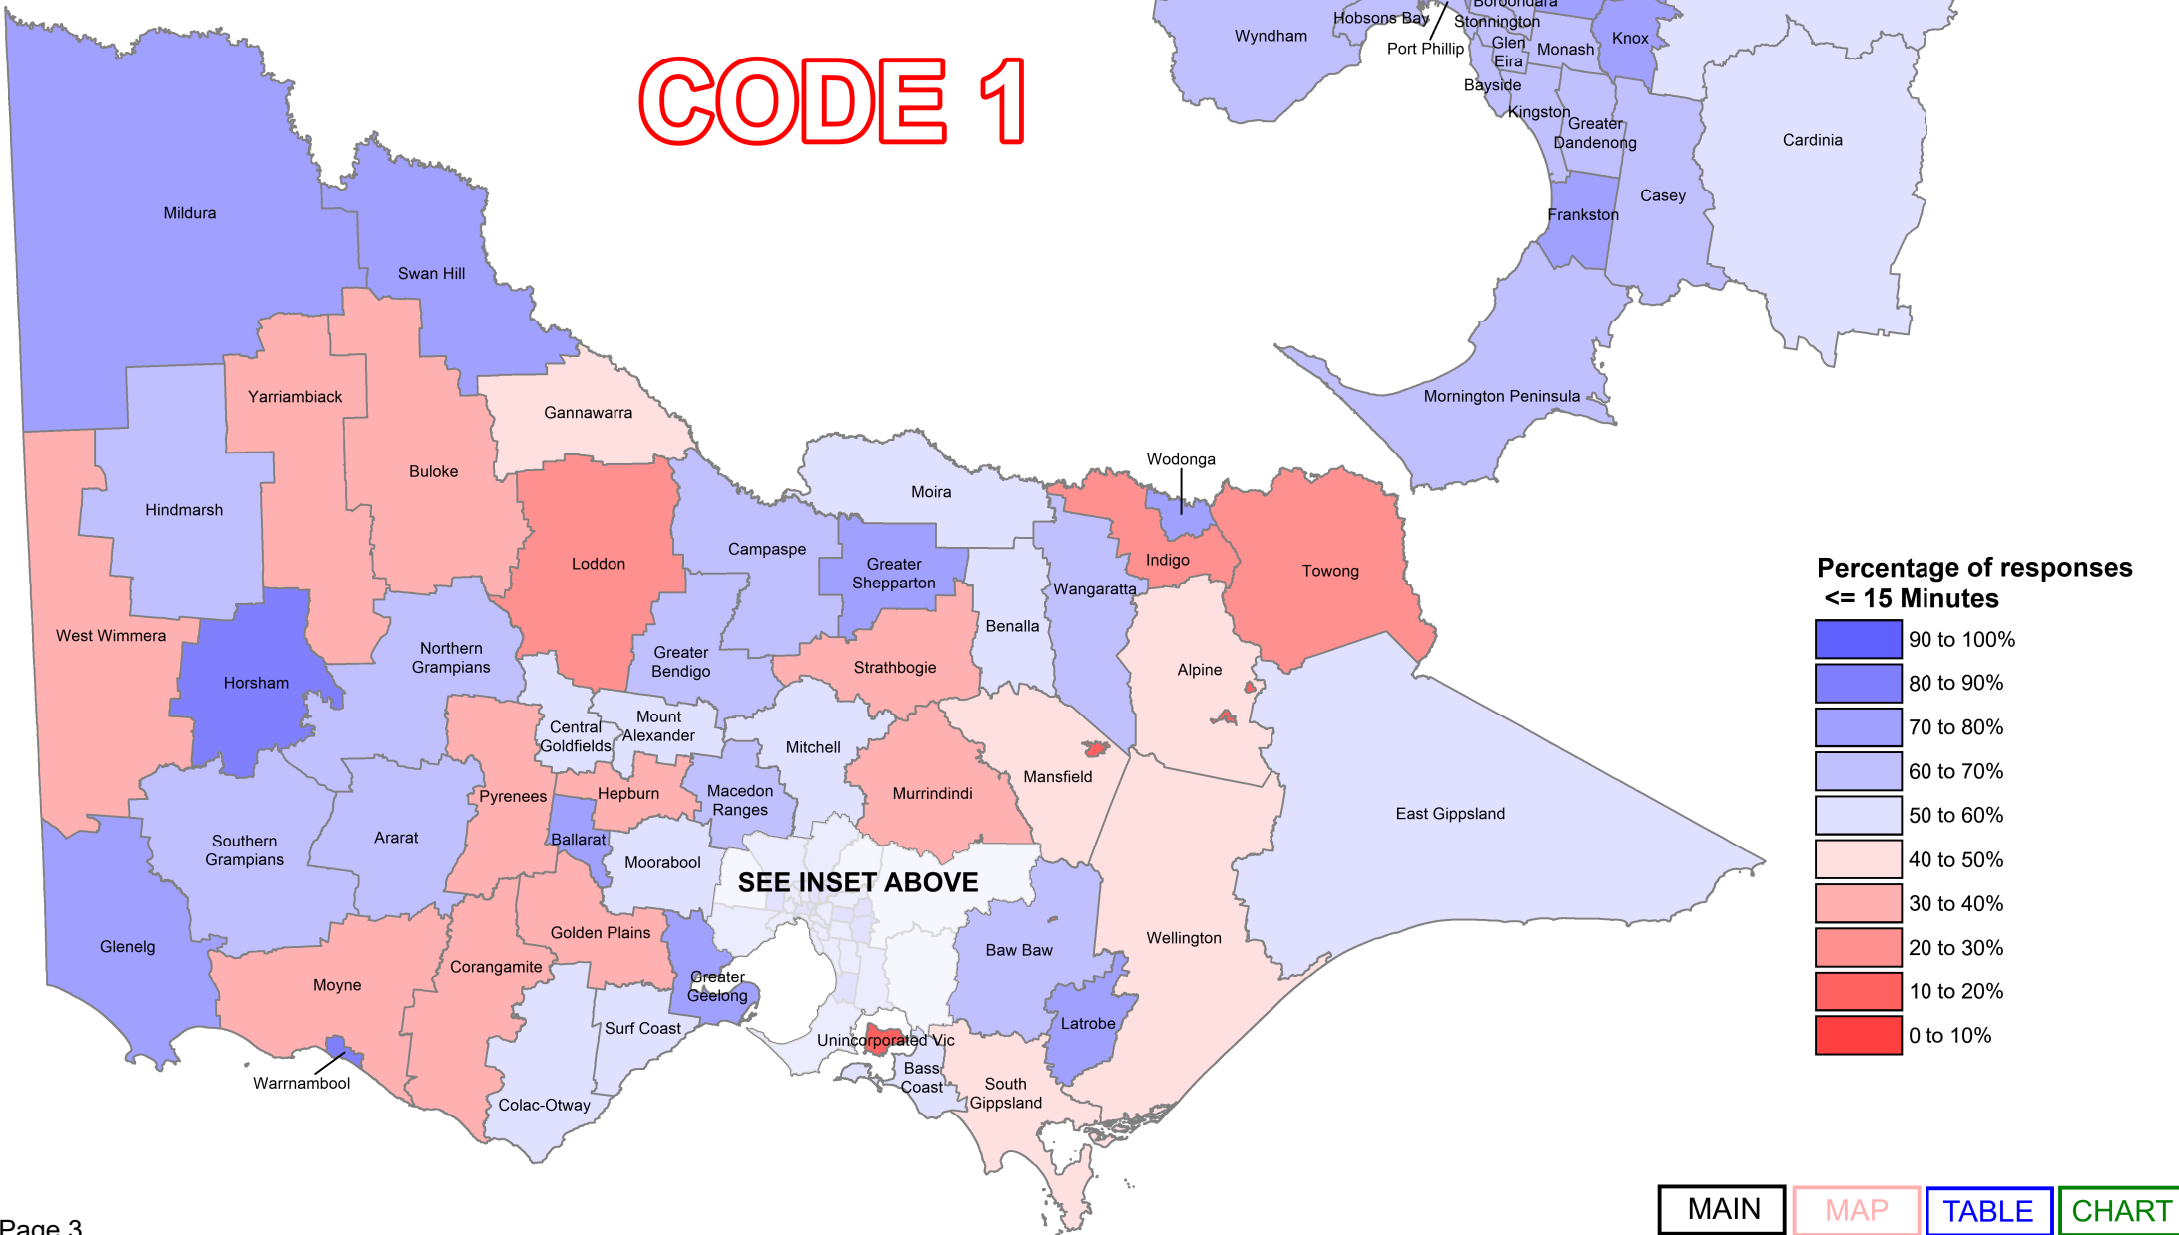 Boroondara
Hobsons Bay
Stonnington
Wyndham
Port Phillip
Glen
Eira
Monash
Knox
Bayside
Kingston
Greater
Dandenong
Cardinia
Casey
Frankston
Mornington Peninsula
CODE 1
Mildura
Swan Hill
Yarriambiack
Gannawarra
Buloke
Hindmarsh
Wodonga
Moira
Loddon
Campaspe
Greater
Shepparton
Indigo
Towong
Wangaratta
Benalla
West Wimmera
Northern
Grampians
Greater
Bendigo
Strathbogie
Alpine
Horsham
Central
Goldfields
Mount
Alexander
Mitchell
Mansfield
Pyrenees
Hepburn
Macedon
Ranges
Murrindindi
East Gippsland
Southern
Grampians
Ararat
Ballarat
Moorabool
SEE INSET ABOVE
Glenelg
Golden Plains
Baw Baw
Wellington
Moyne
Corangamite
Greater
Geelong
Surf Coast
Latrobe
Unincorporated Vic
Bass
Coast
South
Gippsland
Warrnambool
Colac-Otway
Percentage of responses
<= 15 Minutes
90 to 100%
80 to 90%
70 to 80%
60 to 70%
50 to 60%
40 to 50%
30 to 40%
20 to 30%
10 to 20%
0 to 10%
Page 3
MAIN
MAP
TABLE
CHART